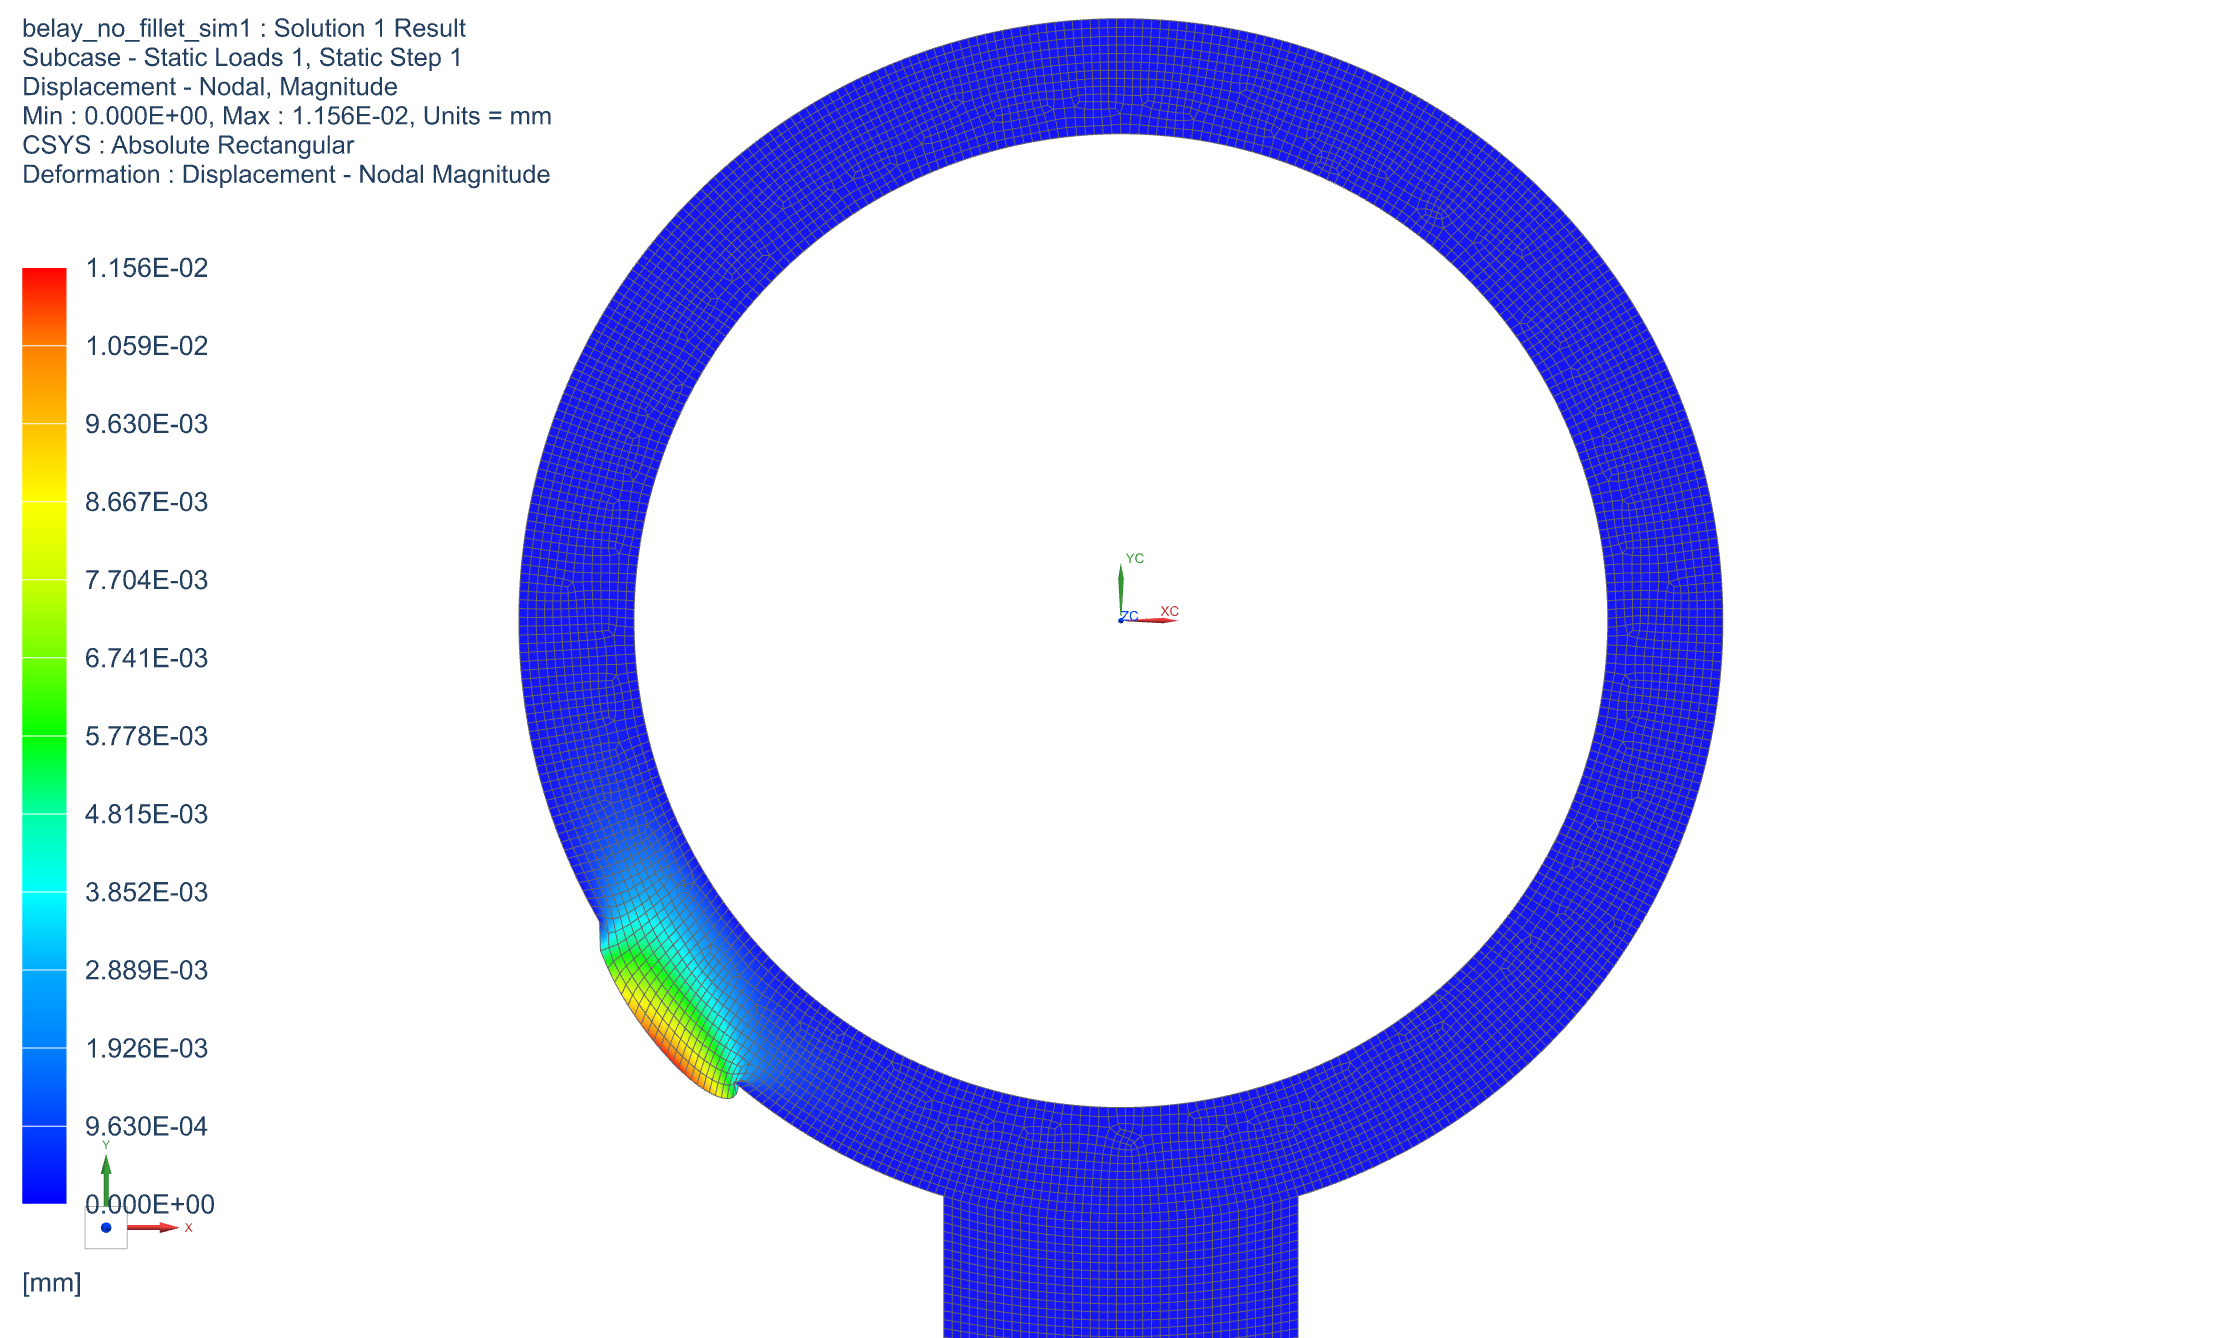 belay_no_fillet_sim1 : Solution 1 Result
Subcase - Static Loads 1, Static Step 1
Displacement - Nodal, Magnitude
Min : 0.000E+00, Max : 1.156E-02, Units = mm
CSYS : Absolute Rectangular
Deformation : Displacement - Nodal Magnitude
1.156E-02
1.059E-02
9.630E-03
8.667E-03
7.704E-03
6.741E-03
5.778E-03
4.815E-03
3.852E-03
2.889E-03
1.926E-03
9.630E-04
0.000E+00
[mm]
Y
X
YC
ZC XC